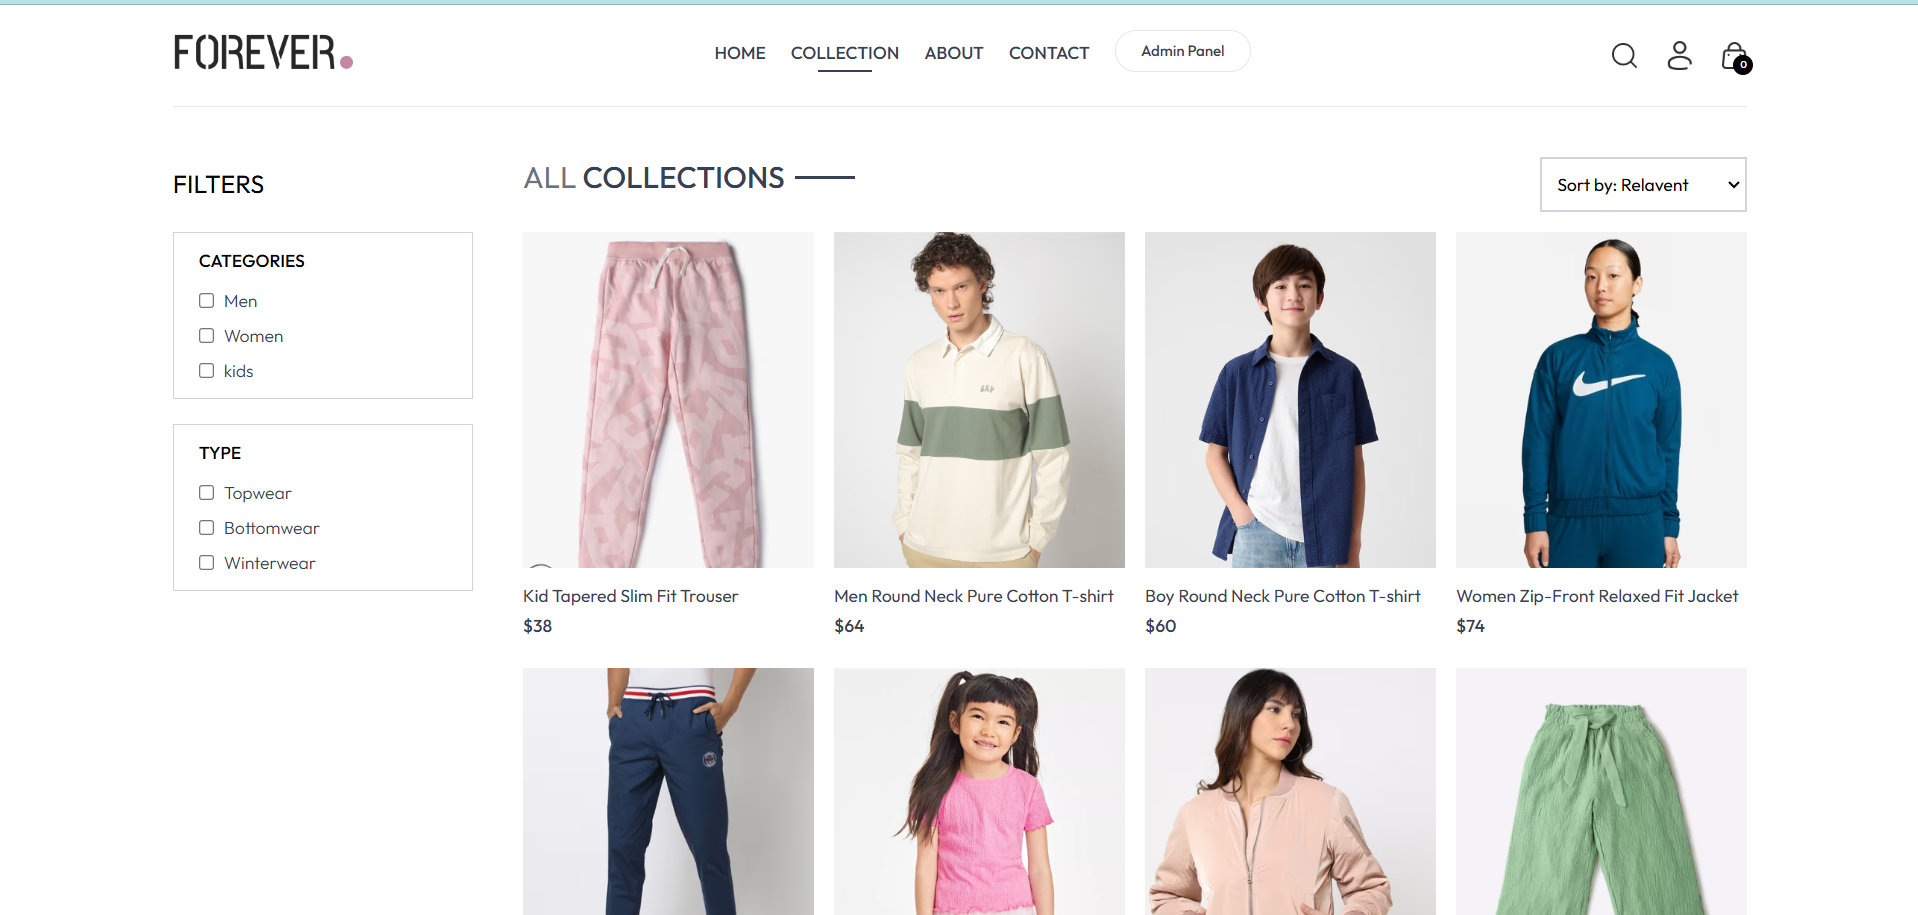 FOREVER.
HOME COLLECTION ABOUT CONTACT Admin Panel
0
FILTERS
ALL COLLECTIONS
Sort by: Relavent
CATEGORIES
Men
Women
kids
TYPE
Topwear
Bottomwear
Winterwear
GAP
Kid Tapered Slim Fit Trouser
$38
Men Round Neck Pure Cotton T-shirt
$64
Boy Round Neck Pure Cotton T-shirt
$60
Women Zip-Front Relaxed Fit Jacket
$74